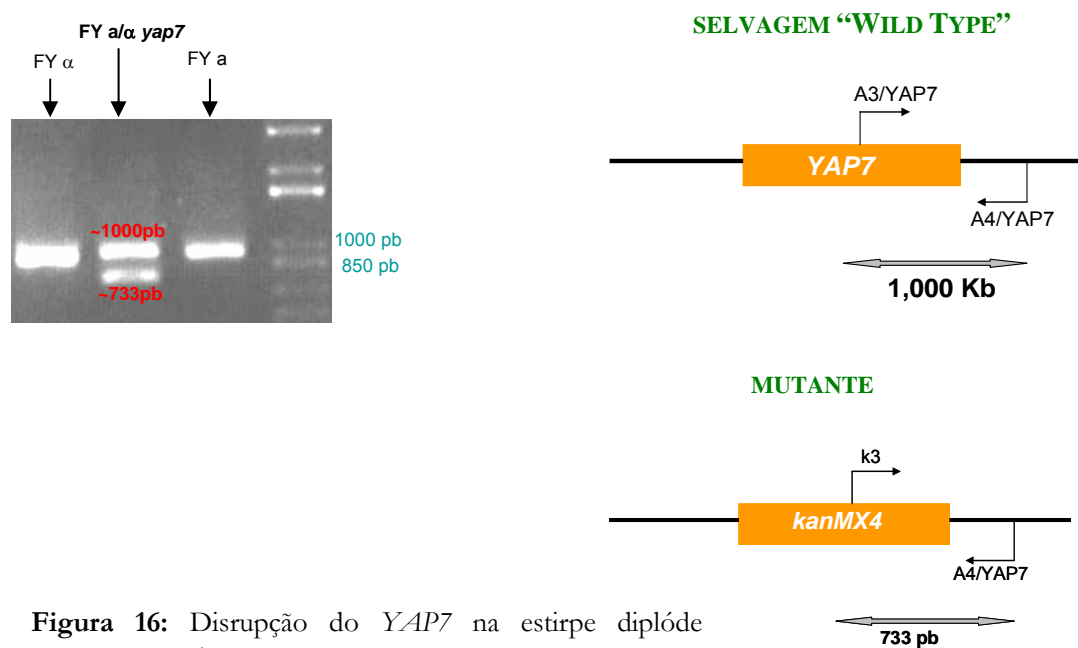 FY α
FY a/α yap7
FY a
~1000pb
~733pb
1000 pb
850 pb
SELVAGEM “WILD TYPE”
A3/YAP7
YAP7
A4/YAP7
1,000 Kb
MUTANTE
k3
kanMX4
A4/YAP7
733 pb
Figura 16: Disrupção do YAP7 na estirpe diplóde